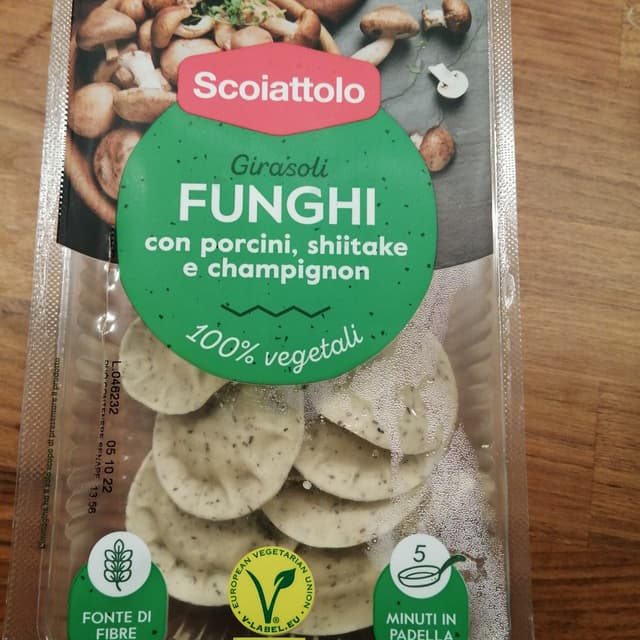 Scoiattolo
Girasoli
FUNGHI
con porcini, shiitake
e champignon
100% vegetali
L.046232 05 10 22
13 56
FONTE DI
FIBRE
EUROPEAN VEGETARIAN UNION
V-LABEL.EU
5
MINUTI IN
PADELLA